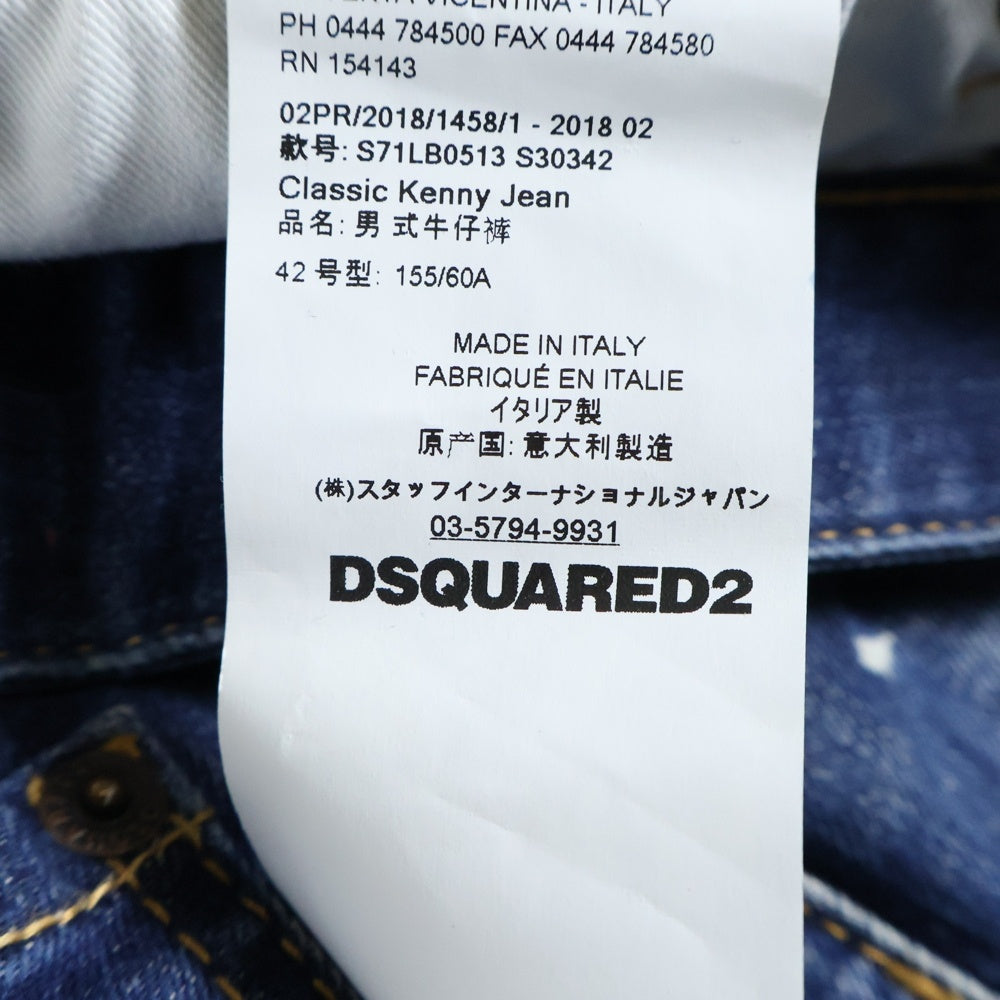 VICENTINA - ITALY
PH 0444 784500 FAX 0444 784580
RN 154143
02PR/2018/1458/1 - 2018 02
款号: S71LB0513 S30342
Classic Kenny Jean
品名: 男 式牛仔裤
42 号型: 155/60A
MADE IN ITALY
FABRIQUÉ EN ITALIE
イタリア製
原产国: 意大利製造
(株)スタッフインターナショナルジャパン
03-5794-9931
DSQUARED2